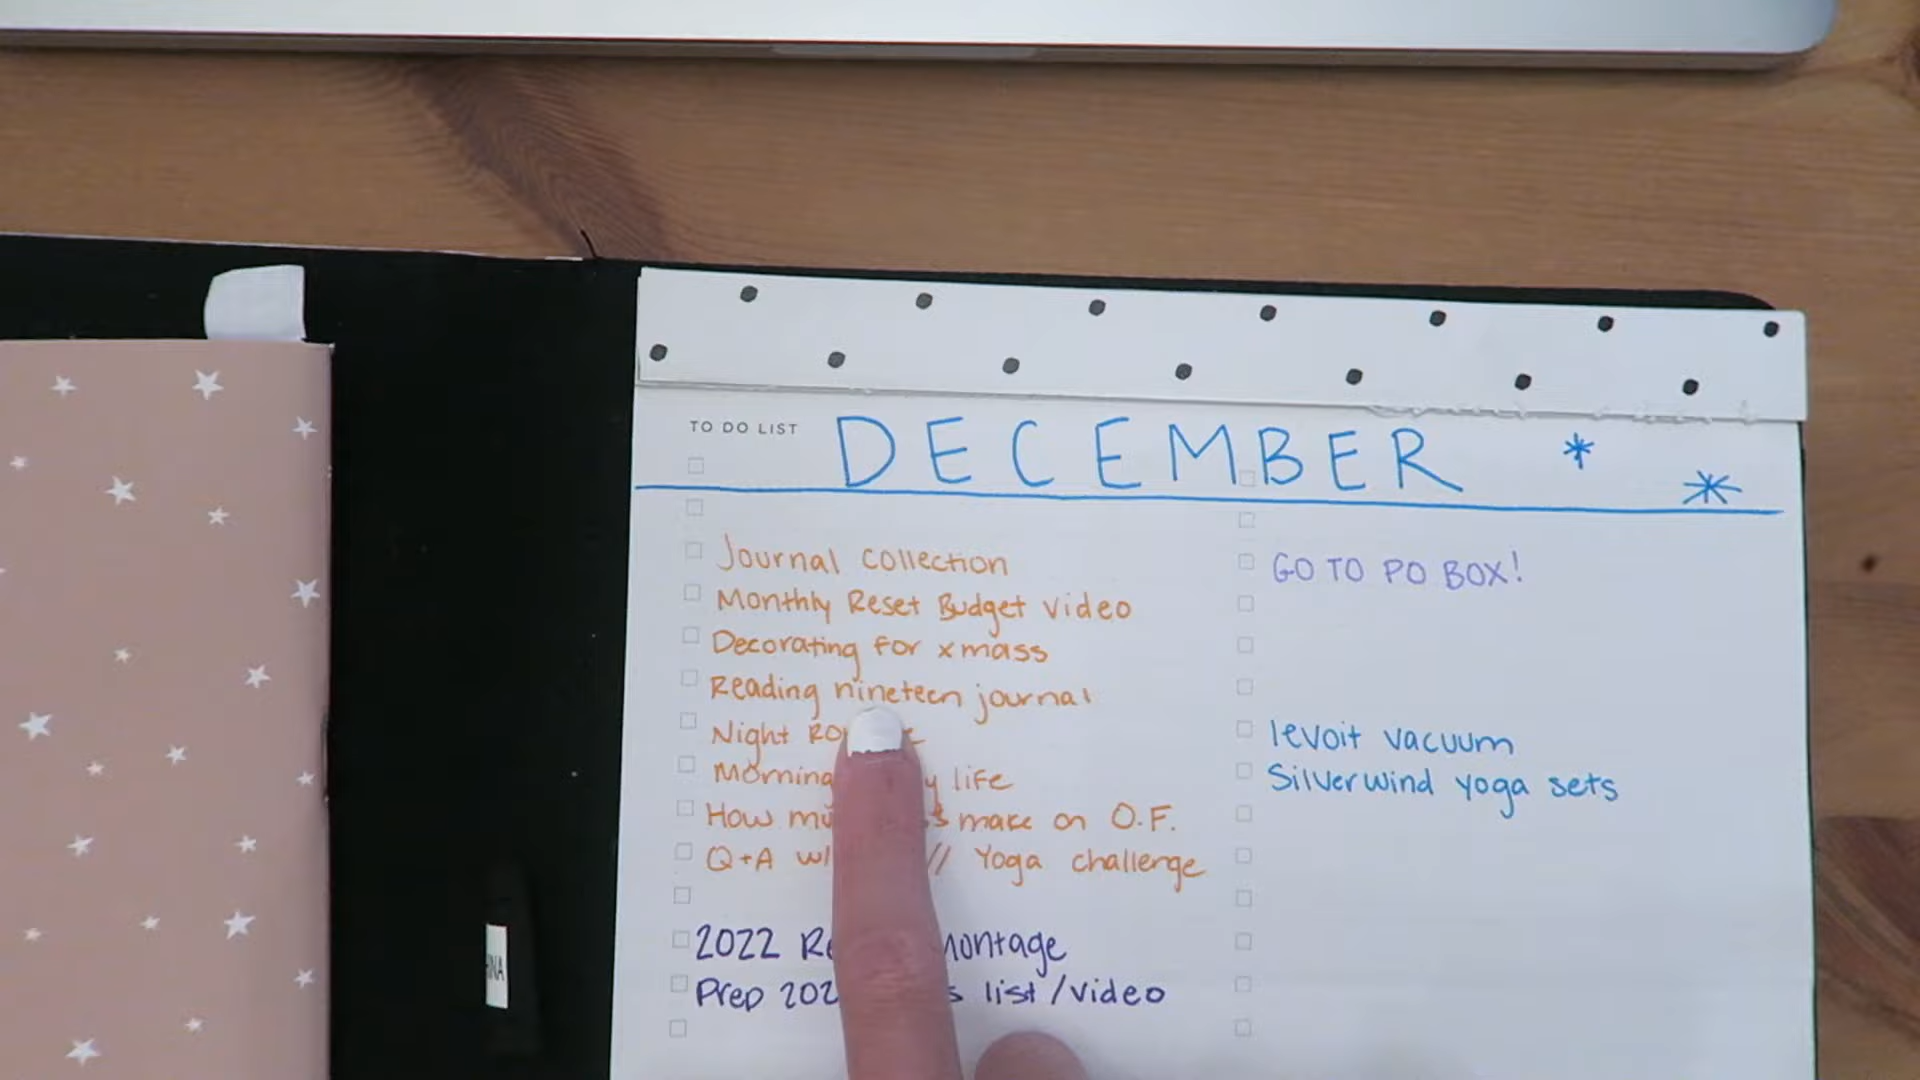 TO DO LIST
DECEMBER
Journal Collection
Monthly Reset Budget Video
Decorating for xmass
Reading nineteen journal
Night
Morning life
How make on O.F.
Q+A w/ // Yoga challenge
2022 Montage
Prep list/video
GO TO PO BOX!
levoit vacuum
Silverwind yoga sets